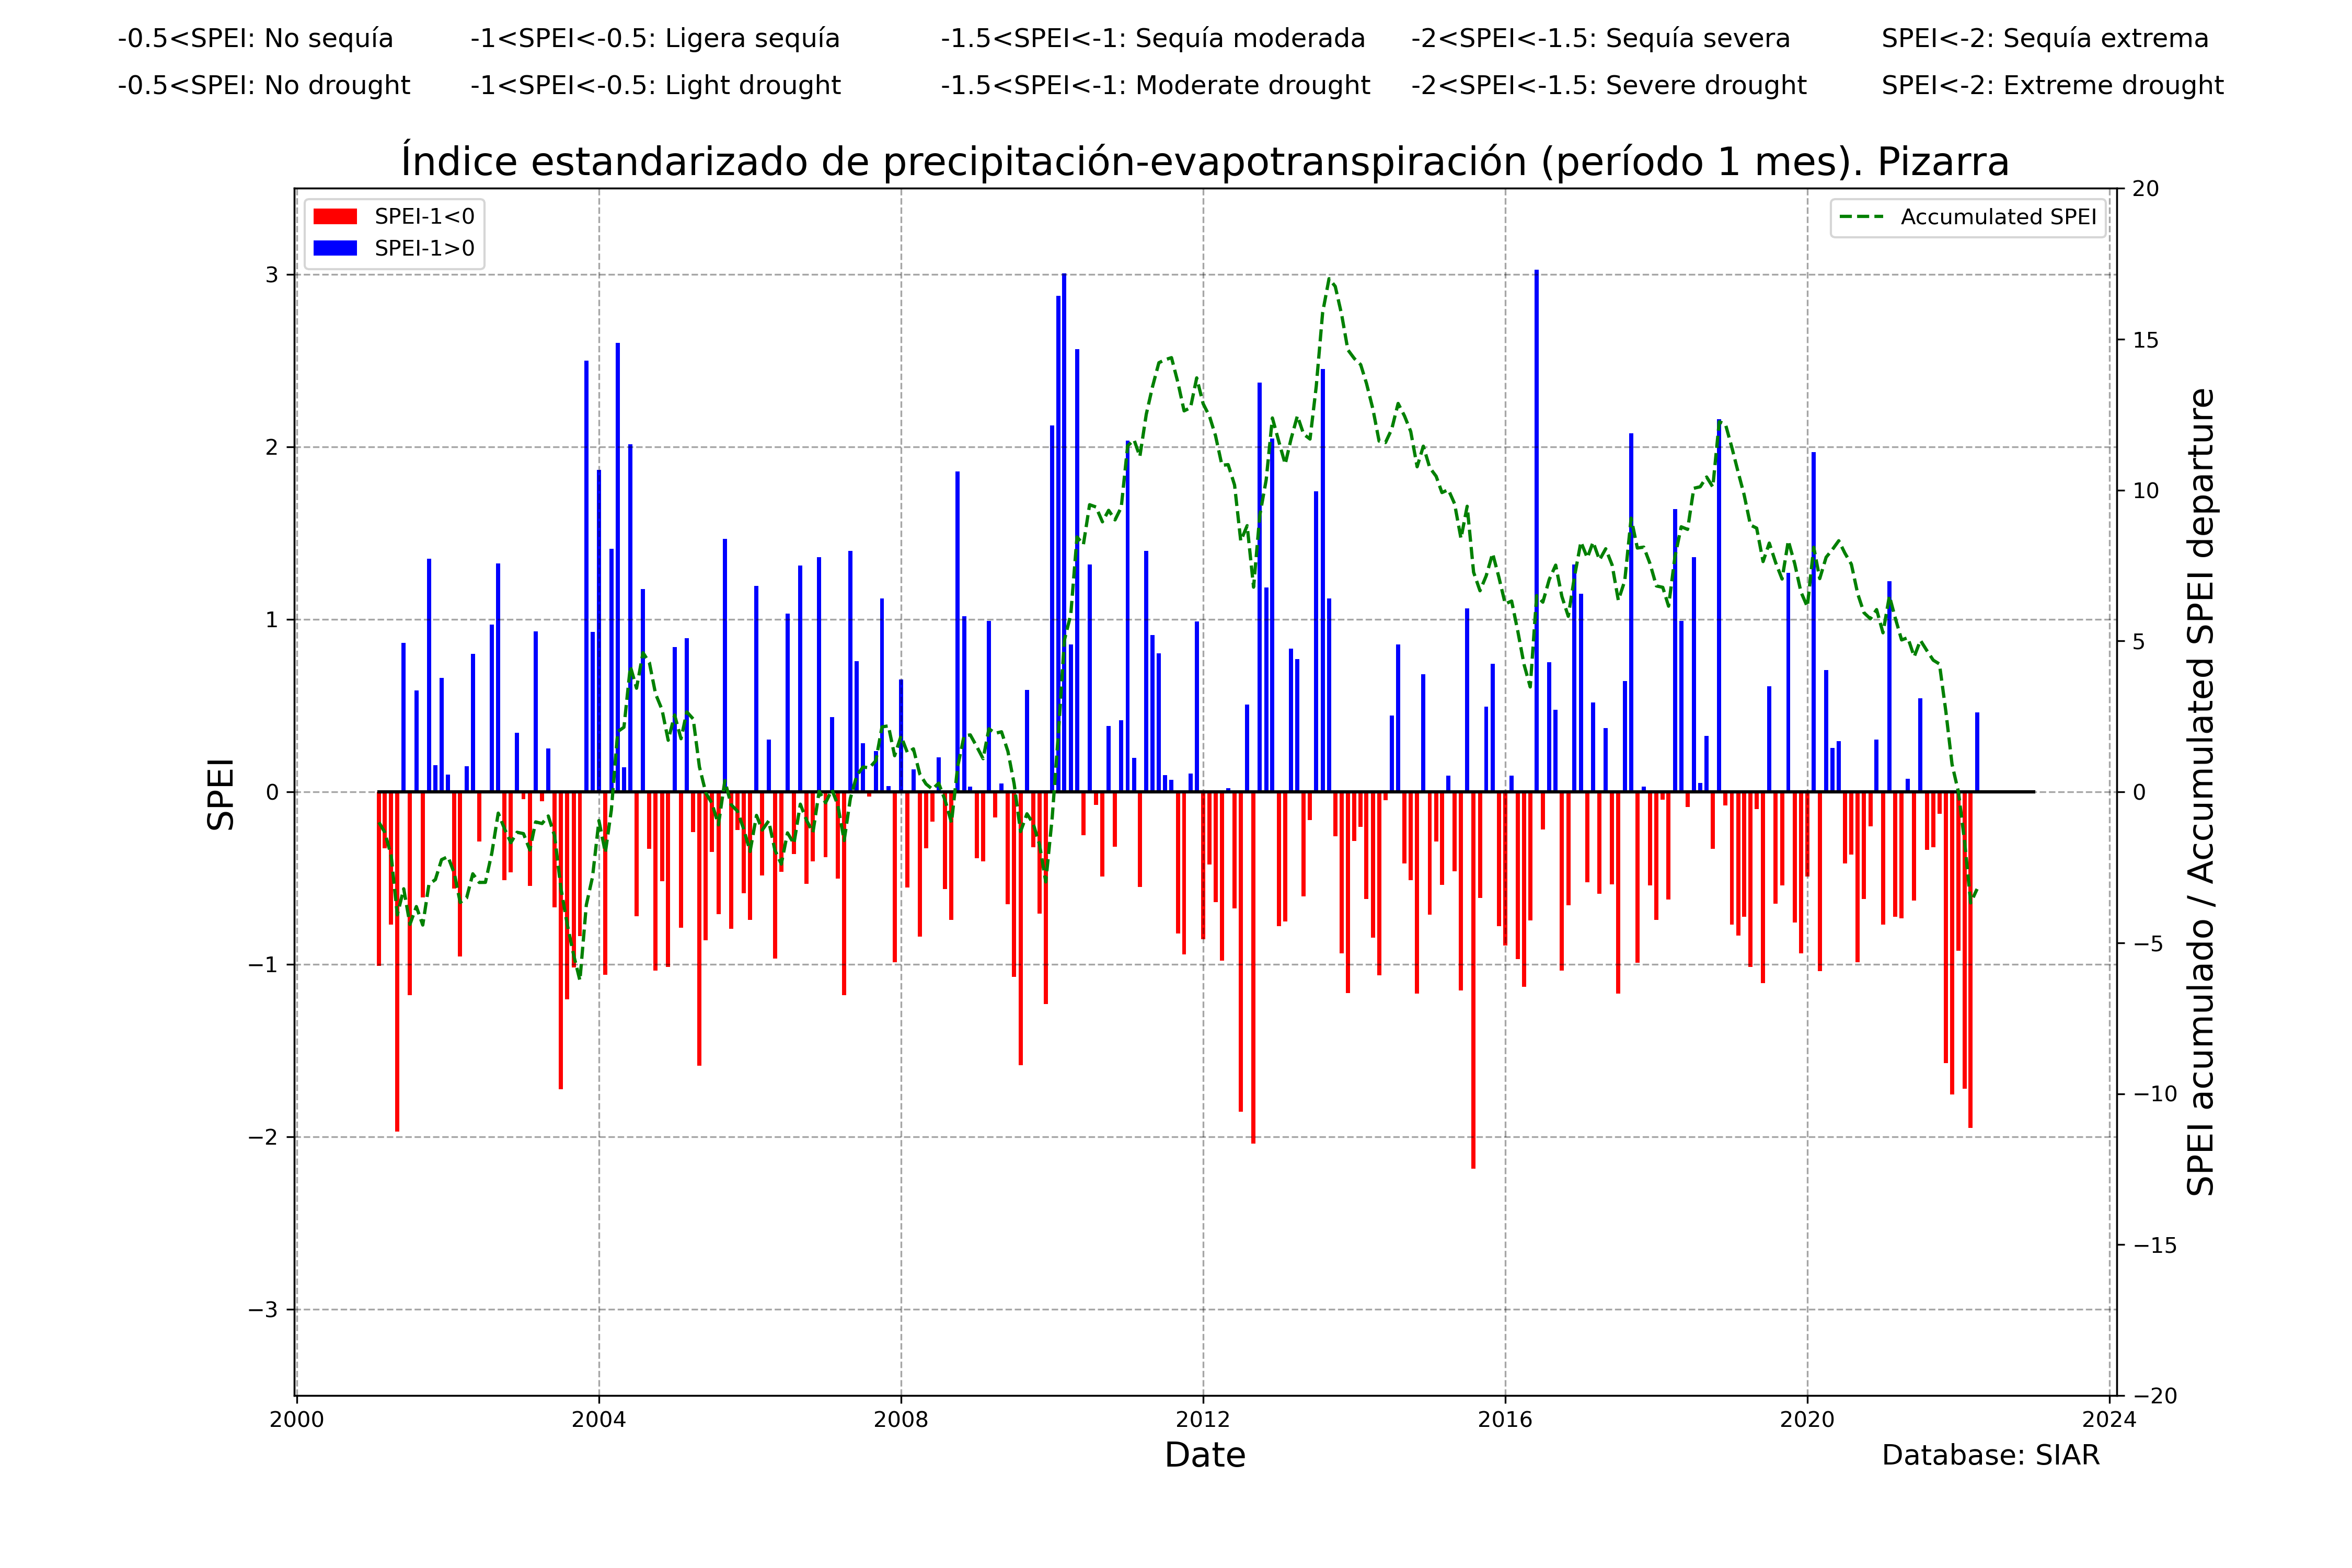 -0.5<SPEI: No sequía -1<SPEI<-0.5: Ligera sequía -1.5<SPEI<-1: Sequía moderada -2<SPEI<-1.5: Sequía severa SPEI<-2: Sequía extrema
-0.5<SPEI: No drought -1<SPEI<-0.5: Light drought -1.5<SPEI<-1: Moderate drought -2<SPEI<-1.5: Severe drought SPEI<-2: Extreme drought
Índice estandarizado de precipitación-evapotranspiración (período 1 mes). Pizarra
SPEI-1<0
SPEI-1>0
Accumulated SPEI
SPEI
3
2
1
0
−1
−2
−3
20
15
10
5
0
−5
−10
−15
−20
SPEI acumulado / Accumulated SPEI departure
2000 2004 2008 2012 2016 2020 2024
Date
Database: SIAR